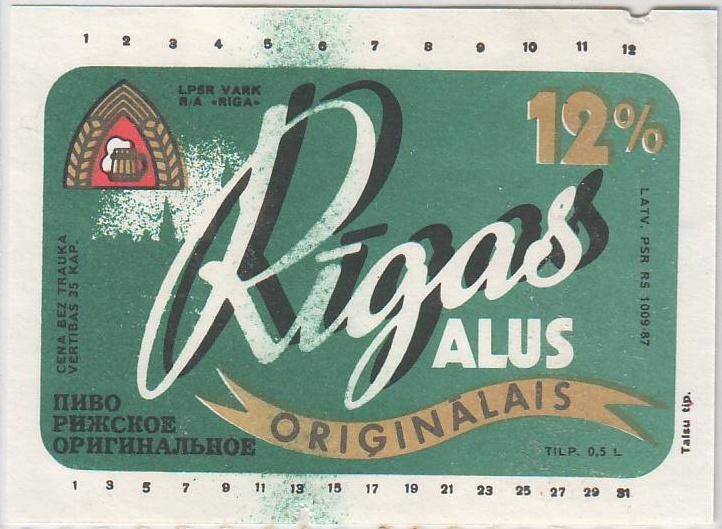 1 2 3 4 5 6 7 8 9 10 11 12
LPSR VARK
R/A «RIGA»
12%
Rīgas
ALUS
ORIĢINĀLAIS
CENA BEZ TRAUKA
VĒRTĪBAS 35 KAP.
LATV. PSR RS 1009-87
ПИВО
РИЖСКОЕ
ОРИГИНАЛЬНОЕ
TILP. 0,5 L
Talsu tip.
1 3 5 7 9 11 13 15 17 19 21 23 25 27 29 31